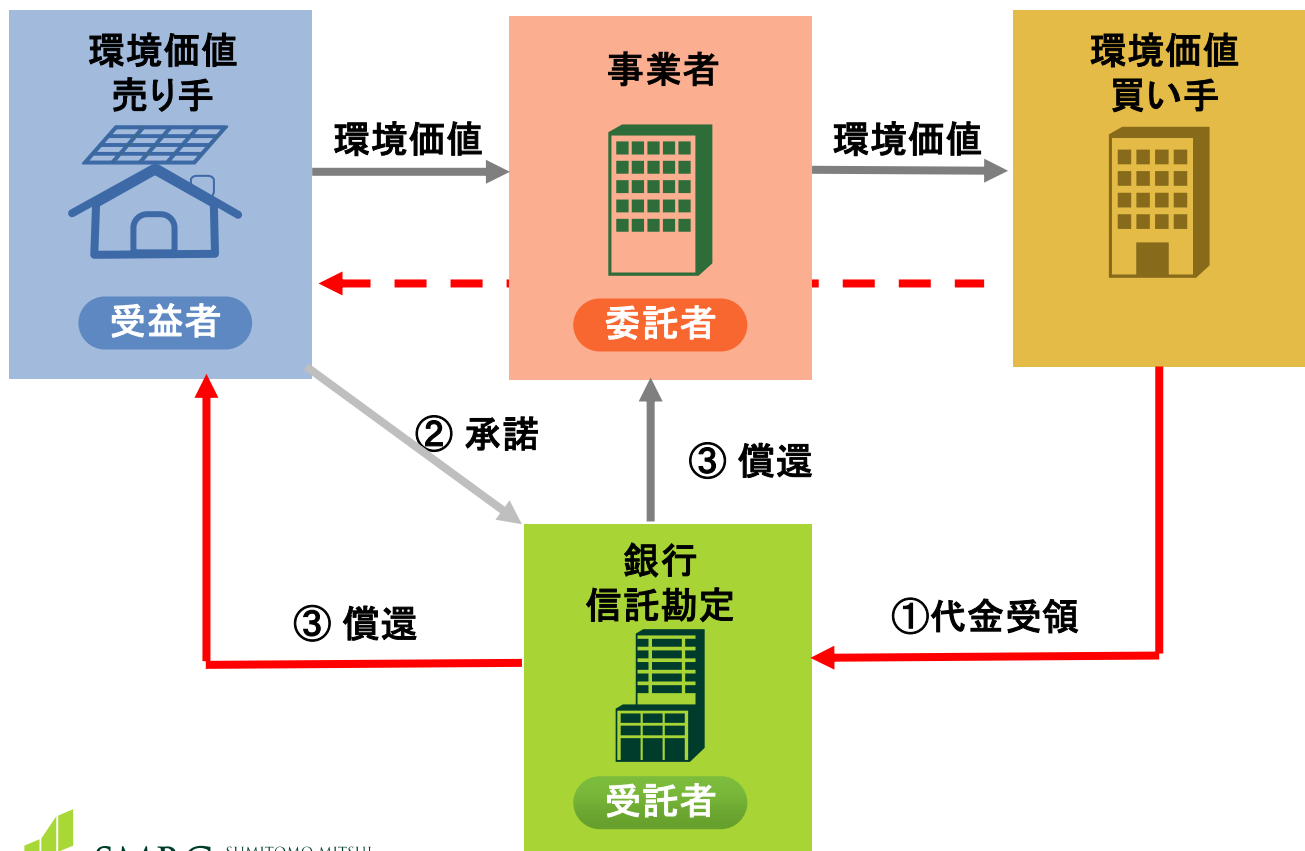 環境価値
売り手
事業者
環境価値
買い手
環境価値
環境価値
受益者
委託者
② 承諾
③ 償還
銀行
信託勘定
③ 償還
①代金受領
受託者
SUMITOMO MITSUI